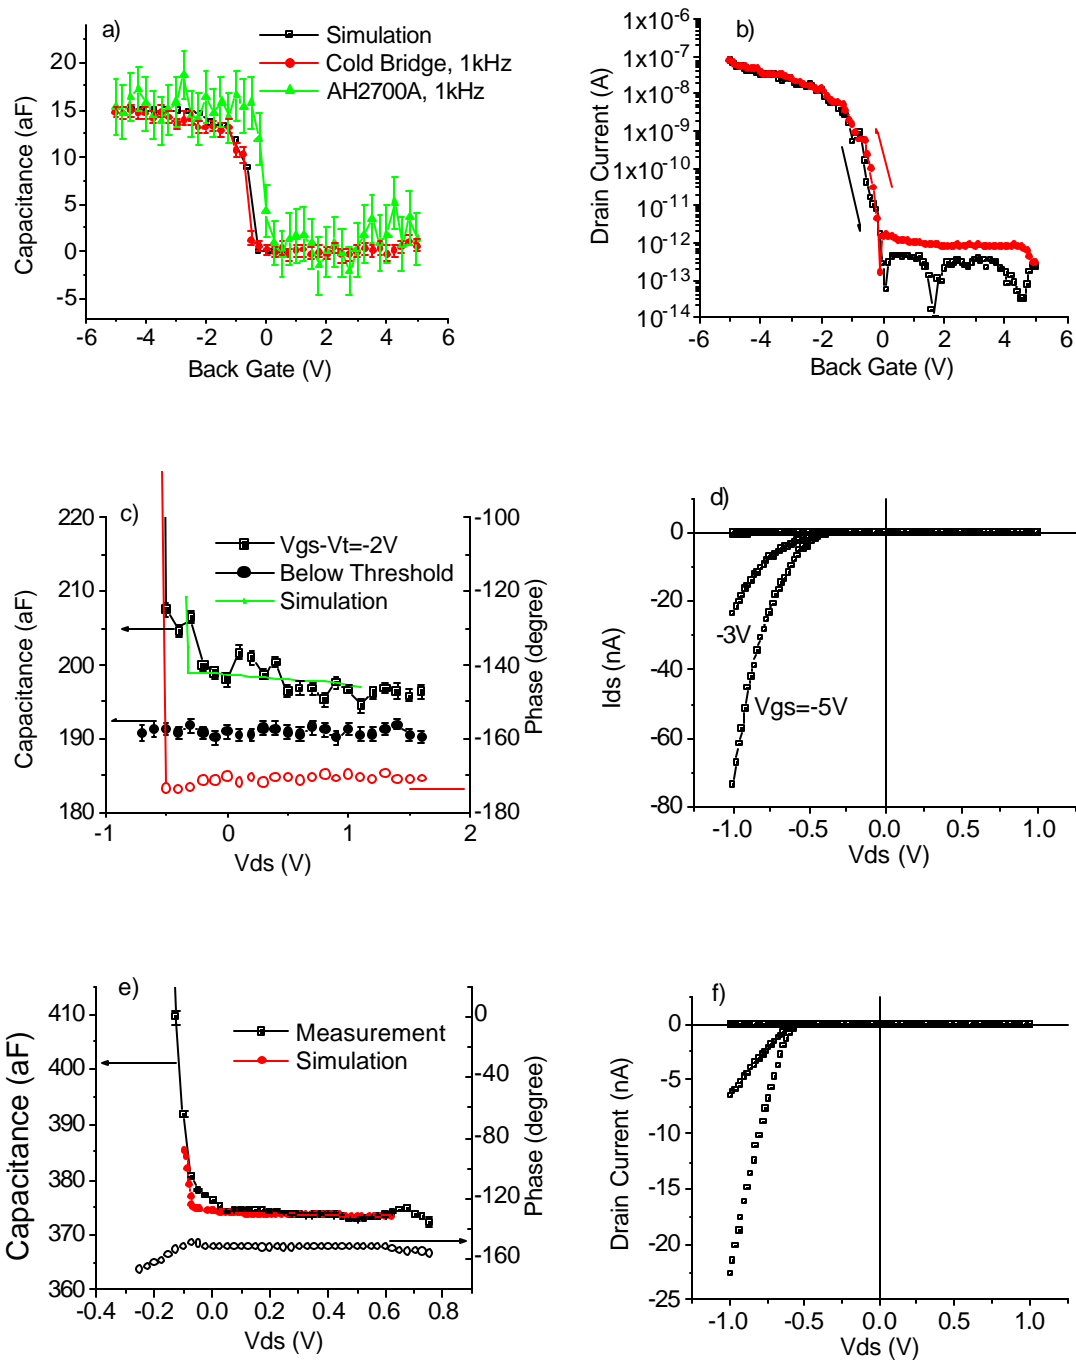 a)
Simulation
Cold Bridge, 1kHz
AH2700A, 1kHz
20
15
10
5
0
-5
Capacitance (aF)
-6 -4 -2 0 2 4 6
Back Gate (V)
b)
1x10-6
1x10-7
1x10-8
1x10-9
1x10-10
10-11
10-12
10-13
10-14
Drain Current (A)
-2 0 2 4 6
Back Gate (V)
c)
Vgs-Vt=-2V
Below Threshold
Simulation
220
210
200
190
180
Capacitance (aF)
-100
-120
-140
-160
-180
Phase (degree)
-1 0 1 2
Vds (V)
d)
0
-20
-40
-60
-80
Ids (nA)
-3V
Vgs=-5V
-1.0 -0.5 0.0 0.5 1.0
Vds (V)
e)
Measurement
Simulation
410
400
390
380
370
360
Capacitance (aF)
0
-40
-80
-120
-160
Phase (degree)
-0.4 -0.2 0.0 0.2 0.4 0.6 0.8
Vds (V)
f)
0
-5
-10
-15
-20
-25
Drain Current (nA)
-1.0 -0.5 0.0 0.5 1.0
Vds (V)